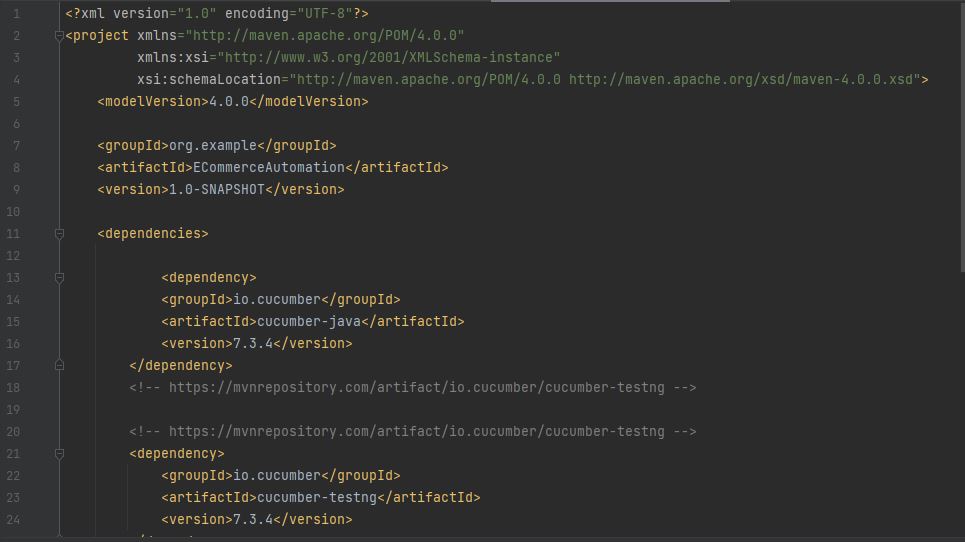 1 <?xml version="1.0" encoding="UTF-8"?>
2 <project xmlns="http://maven.apache.org/POM/4.0.0"
3 xmlns:xsi="http://www.w3.org/2001/XMLSchema-instance"
4 xsi:schemaLocation="http://maven.apache.org/POM/4.0.0 http://maven.apache.org/xsd/maven-4.0.0.xsd">
5 <modelVersion>4.0.0</modelVersion>
6
7 <groupId>org.example</groupId>
8 <artifactId>ECommerceAutomation</artifactId>
9 <version>1.0-SNAPSHOT</version>
10
11 <dependencies>
12
13 <dependency>
14 <groupId>io.cucumber</groupId>
15 <artifactId>cucumber-java</artifactId>
16 <version>7.3.4</version>
17 </dependency>
18 <!-- https://mvnrepository.com/artifact/io.cucumber/cucumber-testng -->
19
20 <!-- https://mvnrepository.com/artifact/io.cucumber/cucumber-testng -->
21 <dependency>
22 <groupId>io.cucumber</groupId>
23 <artifactId>cucumber-testng</artifactId>
24 <version>7.3.4</version>